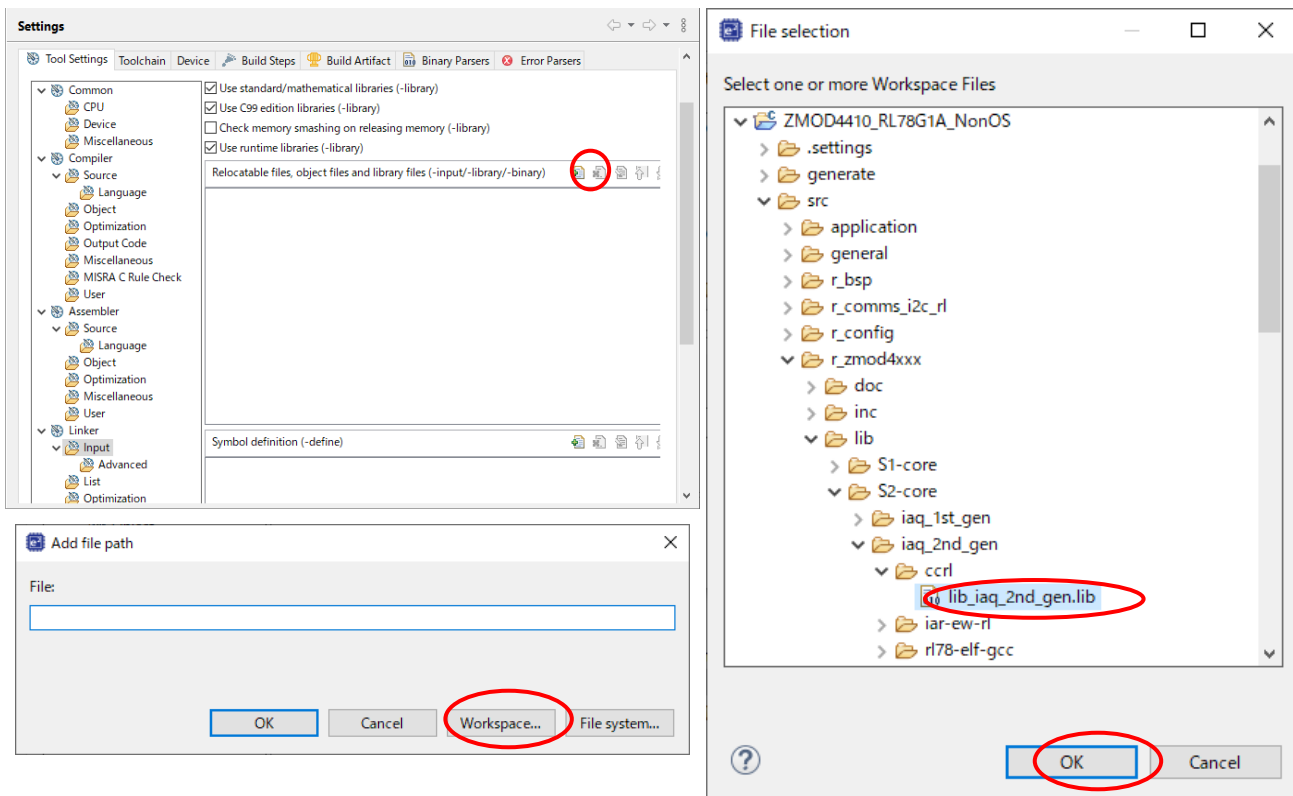 Settings
Tool Settings Toolchain Device Build Steps Build Artifact Binary Parsers Error Parsers
Common
CPU
Device
Miscellaneous
Compiler
Source
Language
Object
Optimization
Output Code
Miscellaneous
MISRA C Rule Check
User
Assembler
Source
Language
Object
Optimization
Miscellaneous
User
Linker
Input
Advanced
List
Optimization
Use standard/mathematical libraries (-library)
Use C99 edition libraries (-library)
Check memory smashing on releasing memory (-library)
Use runtime libraries (-library)
Relocatable files, object files and library files (-input/-library/-binary)
Symbol definition (-define)
Add file path
File:
OK Cancel Workspace... File system...
File selection
Select one or more Workspace Files
ZMOD4410_RL78G1A_NonOS
.settings
generate
src
application
general
r_bsp
r_comms_i2c_rl
r_config
r_zmod4xxx
doc
inc
lib
S1-core
S2-core
iaq_1st_gen
iaq_2nd_gen
ccrl
lib_iaq_2nd_gen.lib
iar-ew-rl
rl78-elf-gcc
OK Cancel